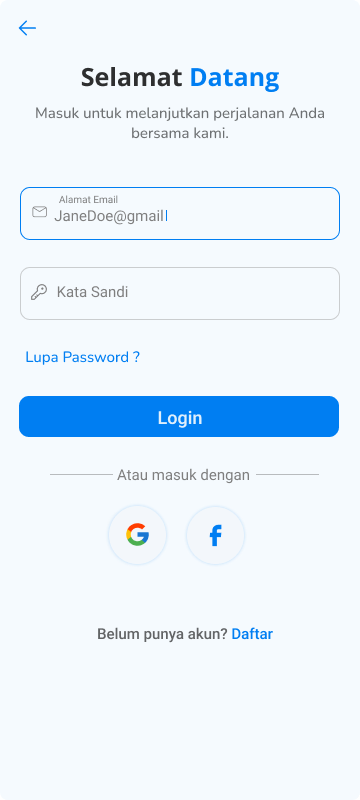 Selamat Datang
Masuk untuk melanjutkan perjalanan Anda
bersama kami.
Alamat Email
JaneDoe@gmail
Kata Sandi
Lupa Password ?
Login
Atau masuk dengan
Belum punya akun? Daftar